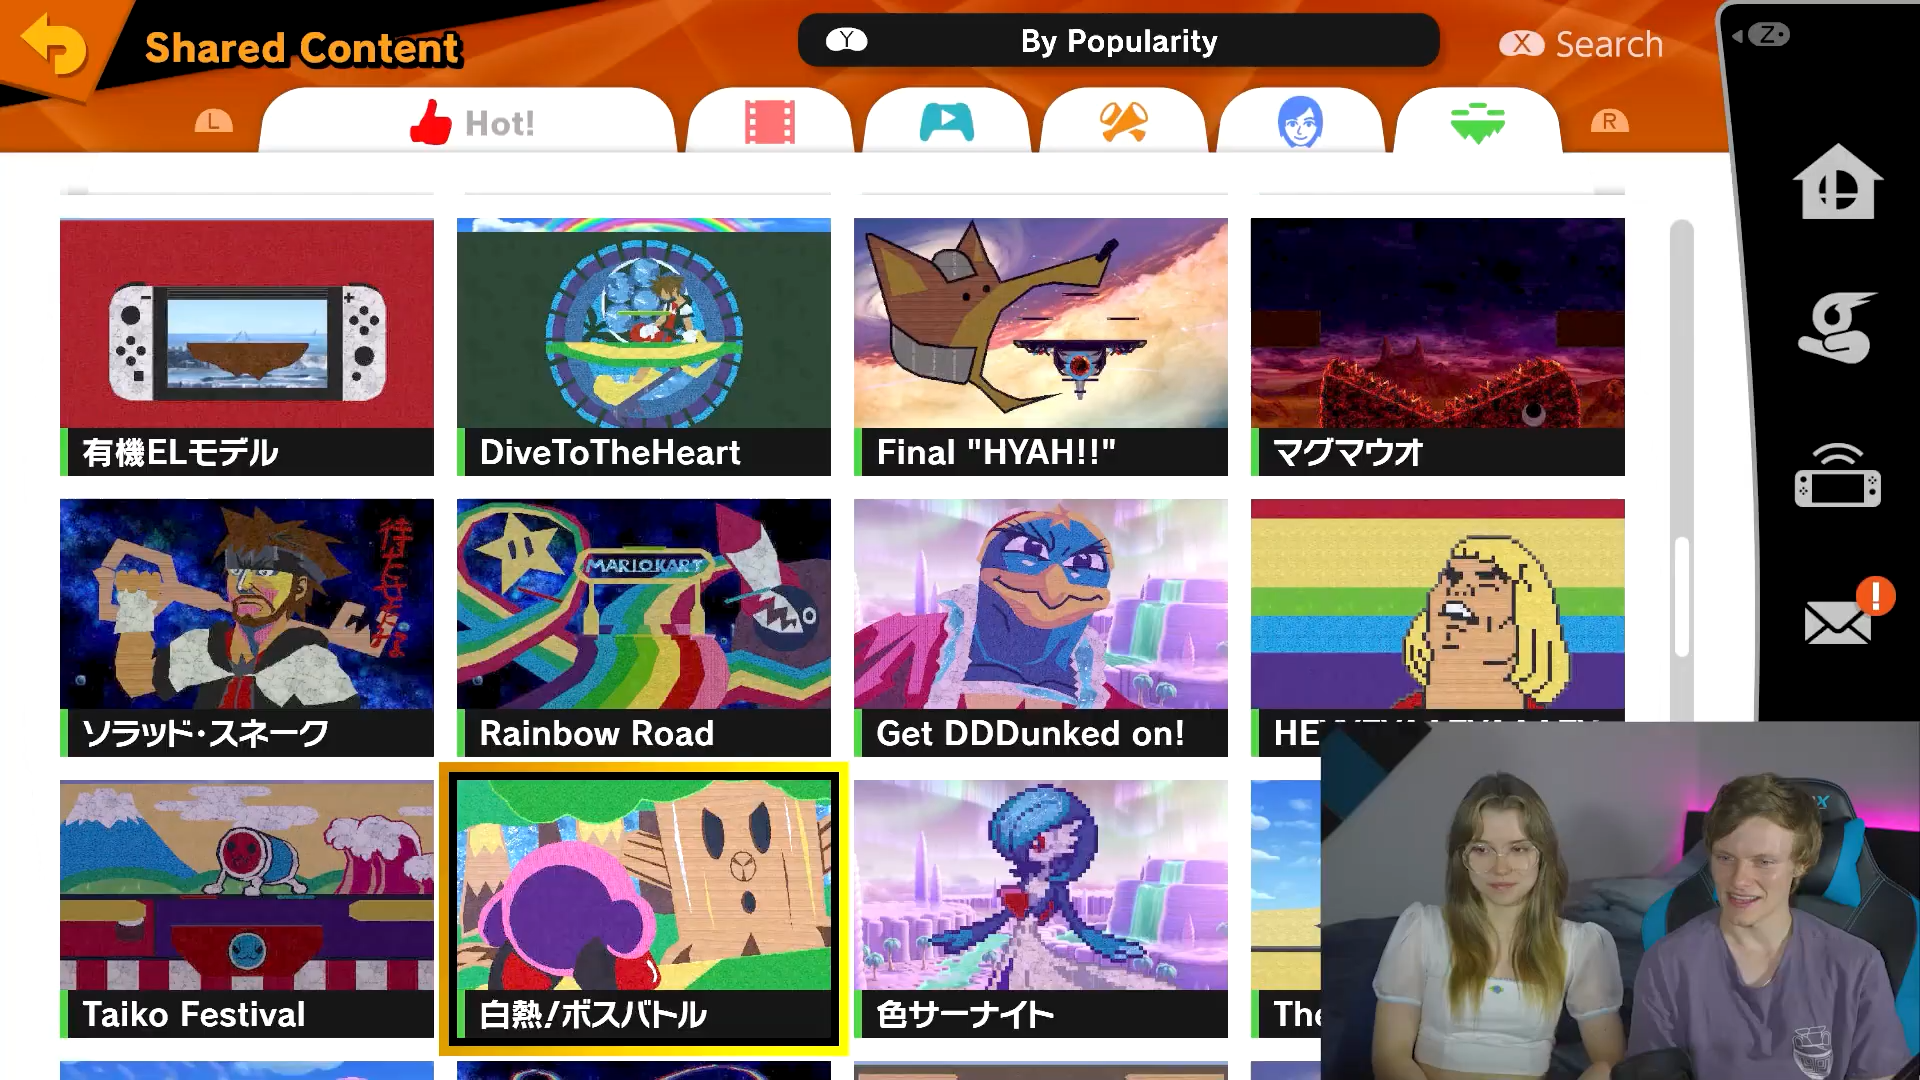 Shared Content
Y By Popularity
X Search
Z
L
Hot!
R
有機ELモデル
DiveToTheHeart
Final "HYAH!!"
マグマウオ
MARIOKART
ソラッド・スネーク
Rainbow Road
Get DDDunked on!
HE
Taiko Festival
白熱!ボスバトル
色サーナイト
The